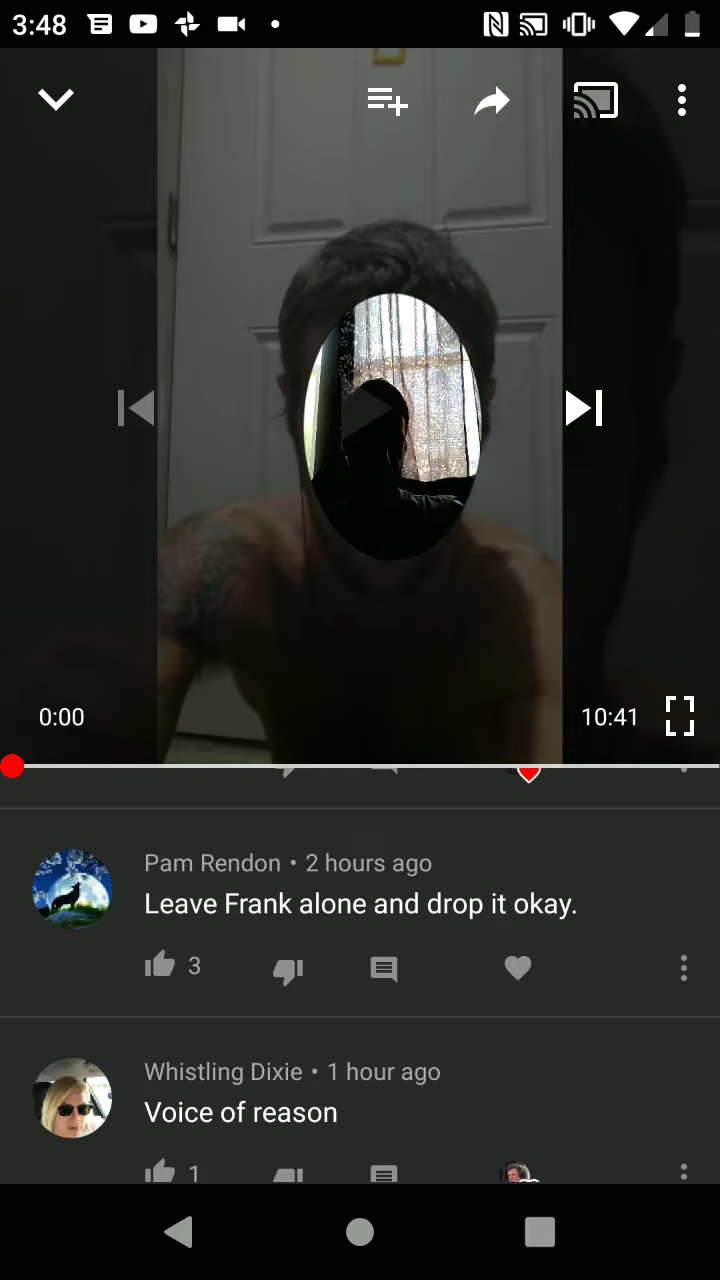 3:48
0:00
10:41
Pam Rendon • 2 hours ago
Leave Frank alone and drop it okay.
3
Whistling Dixie • 1 hour ago
Voice of reason
1